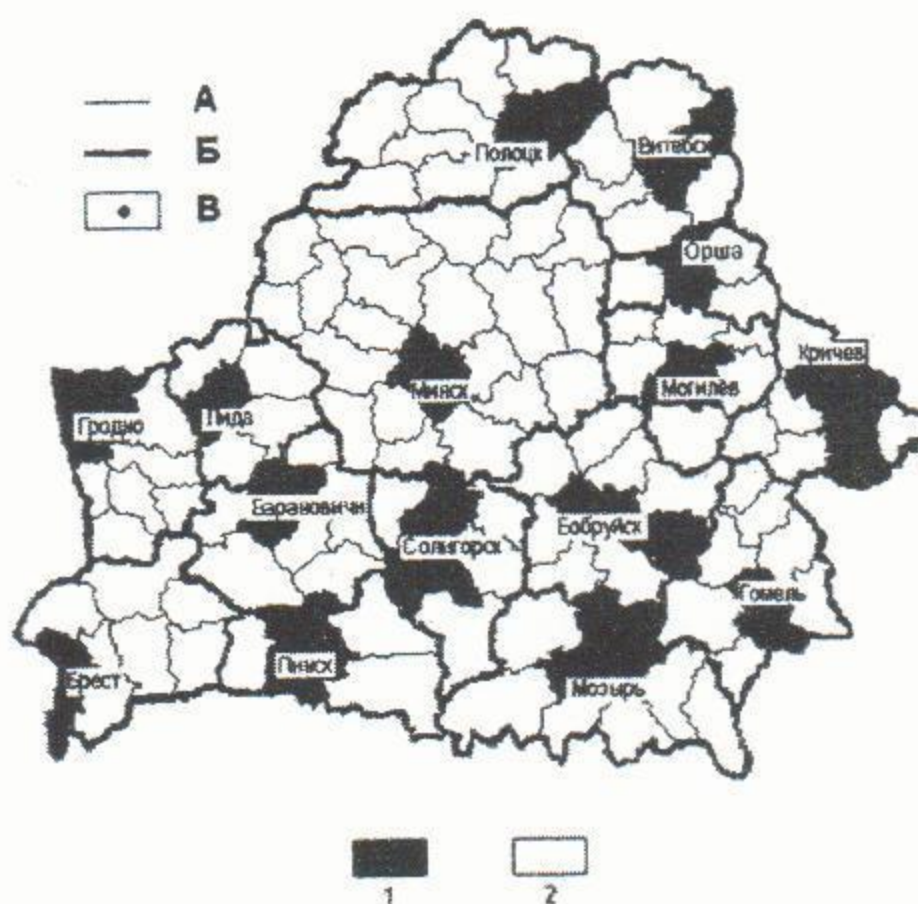 А
Б
В
Полоцк
Витебск
Орша
Кричев
Минск
Могилёв
Гродно
Лида
Барановичи
Солигорск
Бобруйск
Гомель
Брест
Пинск
Мозырь
1
2